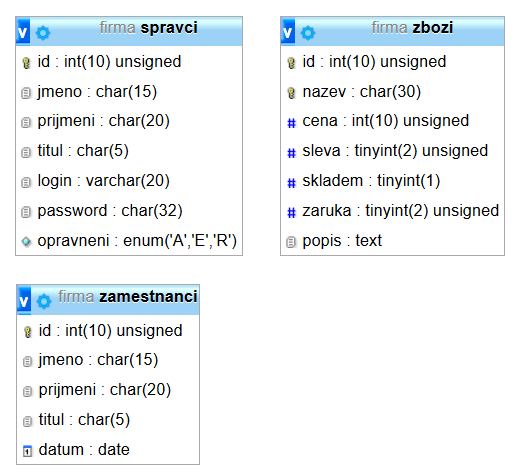 v firma spravci
id : int(10) unsigned
jmeno : char(15)
prijmeni : char(20)
titul : char(5)
login : varchar(20)
password : char(32)
opravneni : enum('A','E','R')
v firma zbozi
id : int(10) unsigned
nazev : char(30)
# cena : int(10) unsigned
# sleva : tinyint(2) unsigned
# skladem : tinyint(1)
# zaruka : tinyint(2) unsigned
popis : text
v firma zamestnanci
id : int(10) unsigned
jmeno : char(15)
prijmeni : char(20)
titul : char(5)
1 datum : date